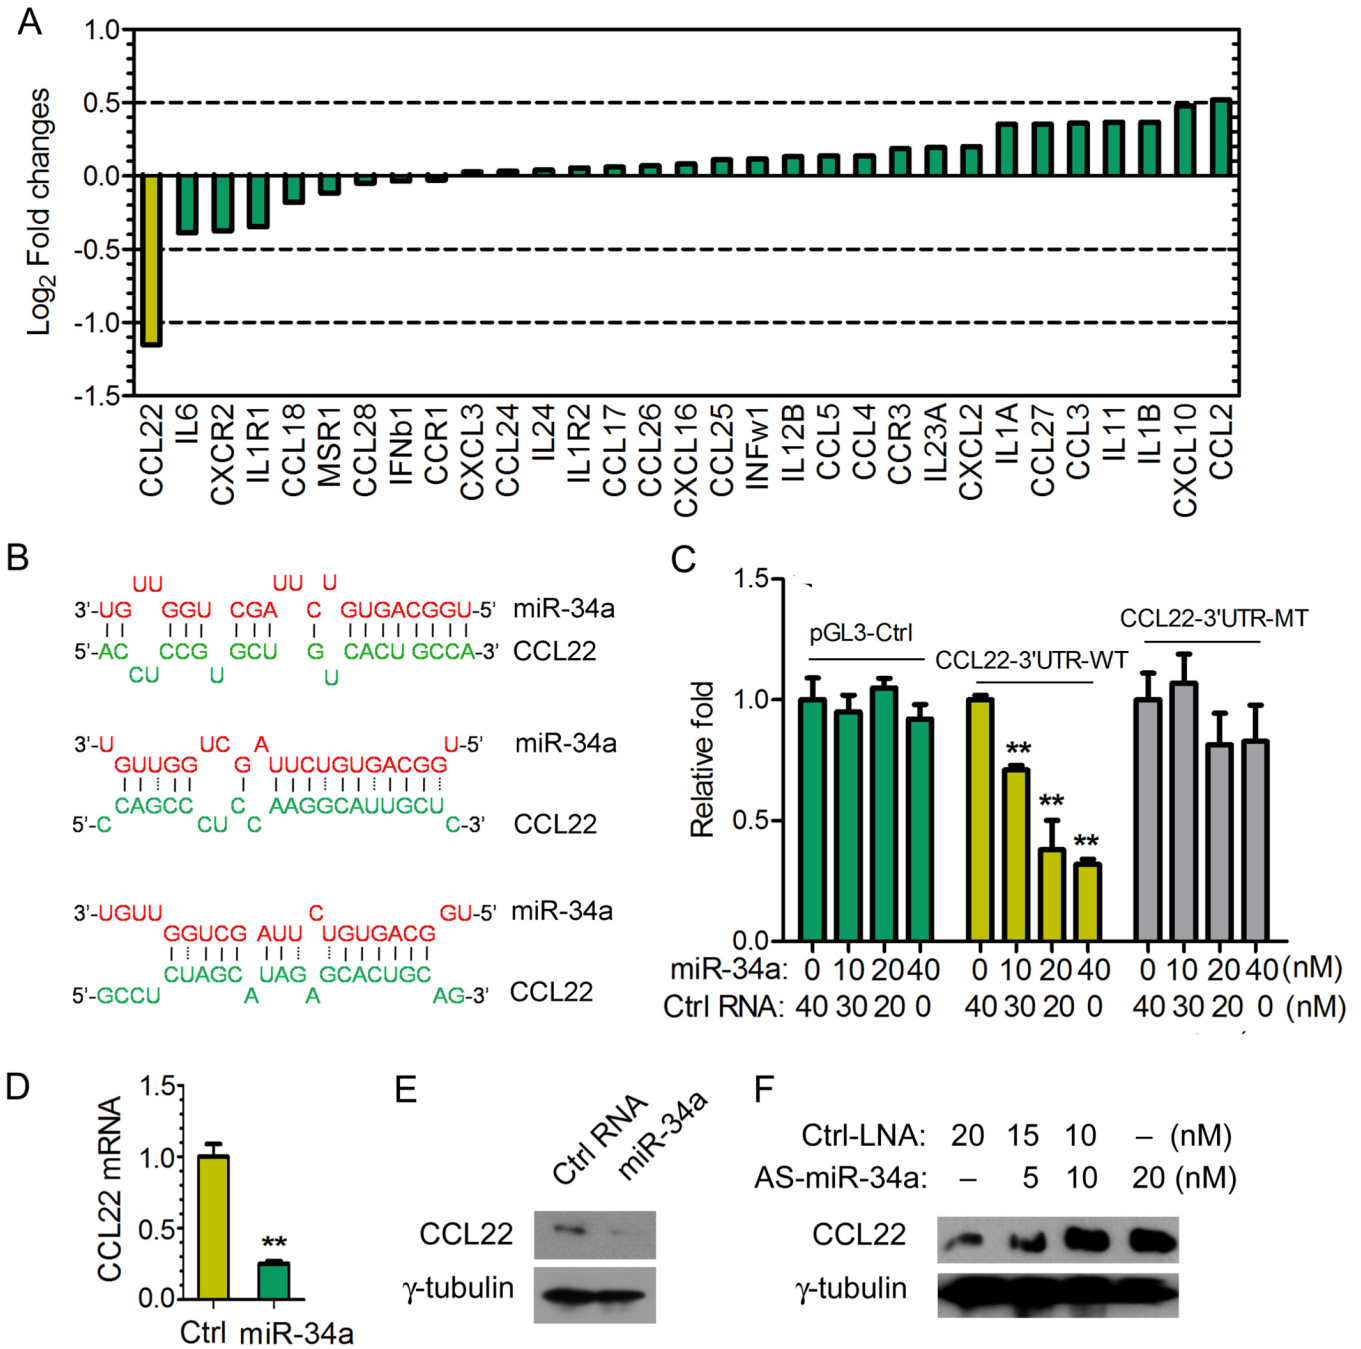 A
Log2 Fold changes
1.0
0.5
0.0
-0.5
-1.0
-1.5
CCL22 IL6 CXCR2 IL1R1 CCL18 MSR1 CCL28 IFNb1 CCR1 CXCL3 CCL24 IL24 IL1R2 CCL17 CCL26 CXCL16 CCL25 INFw1 IL12B CCL5 CCL4 CCR3 IL23A CXCL2 IL1A CCL27 CCL3 IL11 IL1B CXCL10 CCL2
B
UU UU U
3'-UG GGU CGA C GUGACGGU-5' miR-34a
5'-AC CCG GCU G CACU GCCA-3' CCL22
CU U U
3'-U UC A U-5' miR-34a
GUUGG G UUCUGUGACGG
CAGCC C AAGGCAUUGCU
5'-C CU C C-3' CCL22
3'-UGUU C GU-5' miR-34a
GGUCG AUU UGUGACG
CUAGC UAG GCACUGC
5'-GCCU A A AG-3' CCL22
C
Relative fold
1.5
1.0
0.5
0.0
pGL3-Ctrl
CCL22-3'UTR-WT
CCL22-3'UTR-MT
**
**
**
miR-34a: 0 10 20 40 0 10 20 40 0 10 20 40 (nM)
Ctrl RNA: 40 30 20 0 40 30 20 0 40 30 20 0 (nM)
D
CCL22 mRNA
1.5
1.0
0.5
0.0
**
Ctrl miR-34a
E
Ctrl RNA
miR-34a
CCL22
γ-tubulin
F
Ctrl-LNA: 20 15 10 – (nM)
AS-miR-34a: – 5 10 20 (nM)
CCL22
γ-tubulin